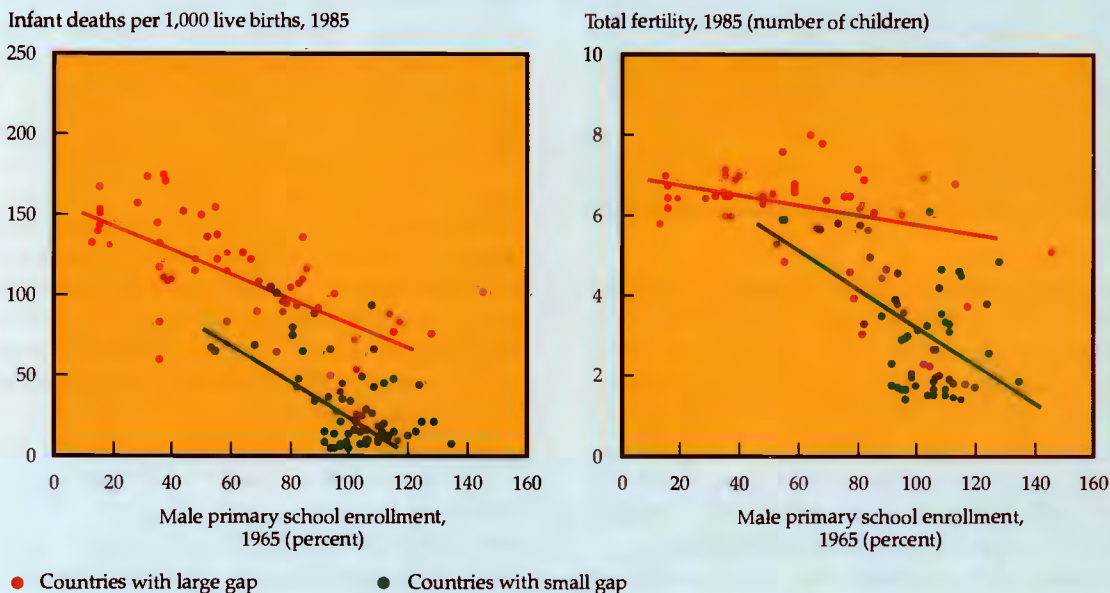 Infant deaths per 1,000 live births, 1985
250
200
150
100
50
0
0 20 40 60 80 100 120 140 160
Male primary school enrollment,
1965 (percent)
Total fertility, 1985 (number of children)
10
8
6
4
2
0
0 20 40 60 80 100 120 140 160
Male primary school enrollment,
1965 (percent)
Countries with large gap
Countries with small gap